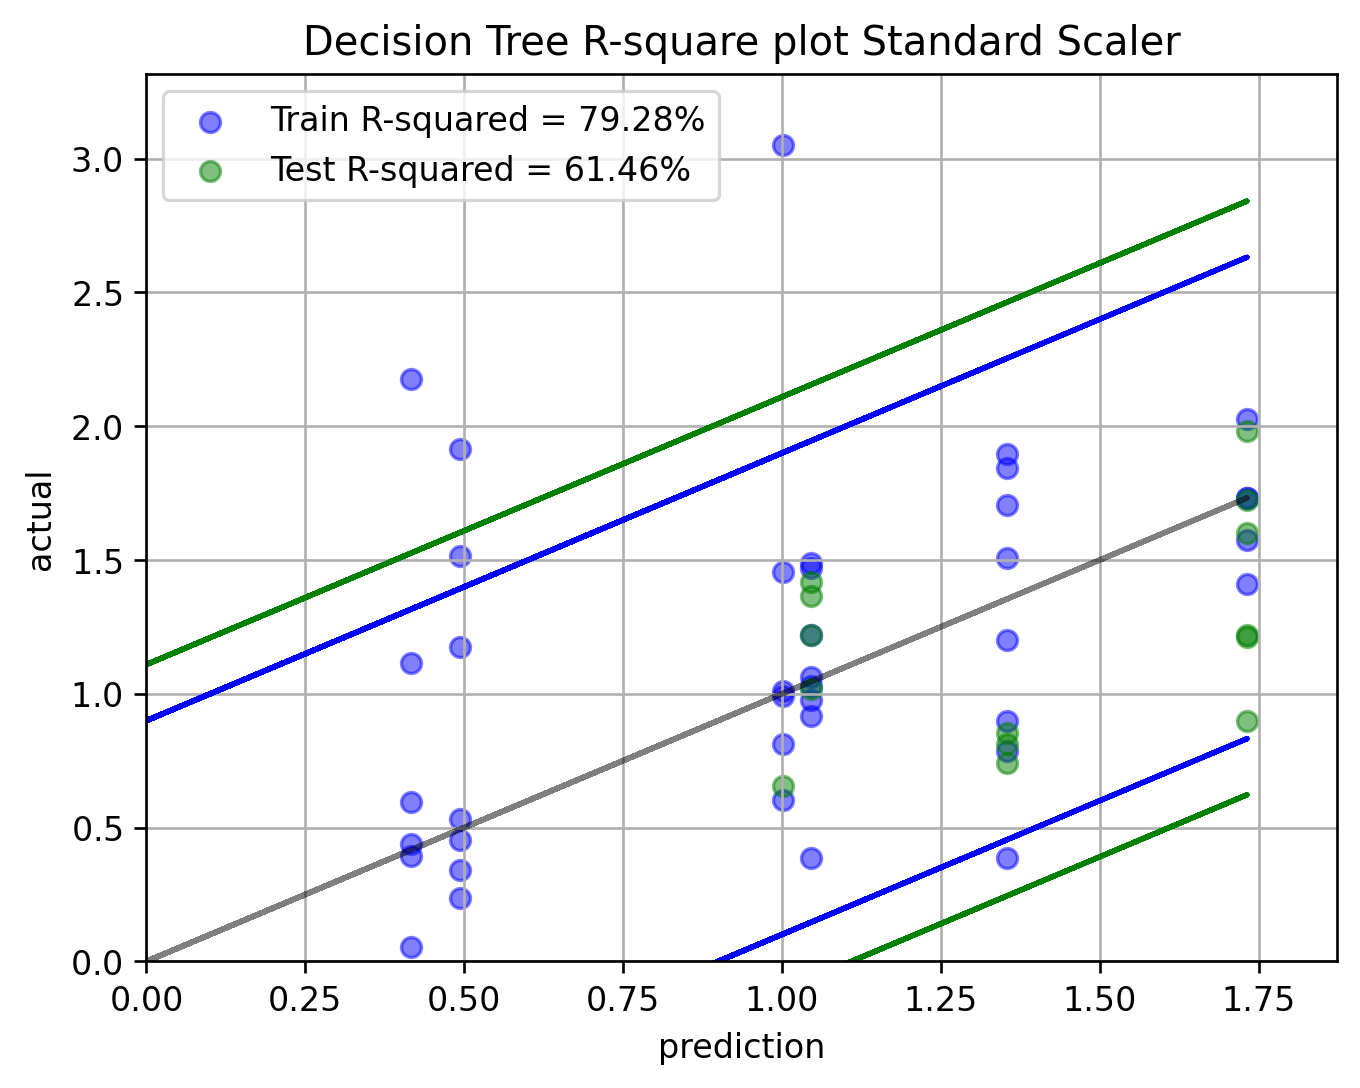 Decision Tree R-square plot Standard Scaler
Train R-squared = 79.28%
Test R-squared = 61.46%
3.0
2.5
2.0
1.5
1.0
0.5
0.0
actual
0.00 0.25 0.50 0.75 1.00 1.25 1.50 1.75
prediction